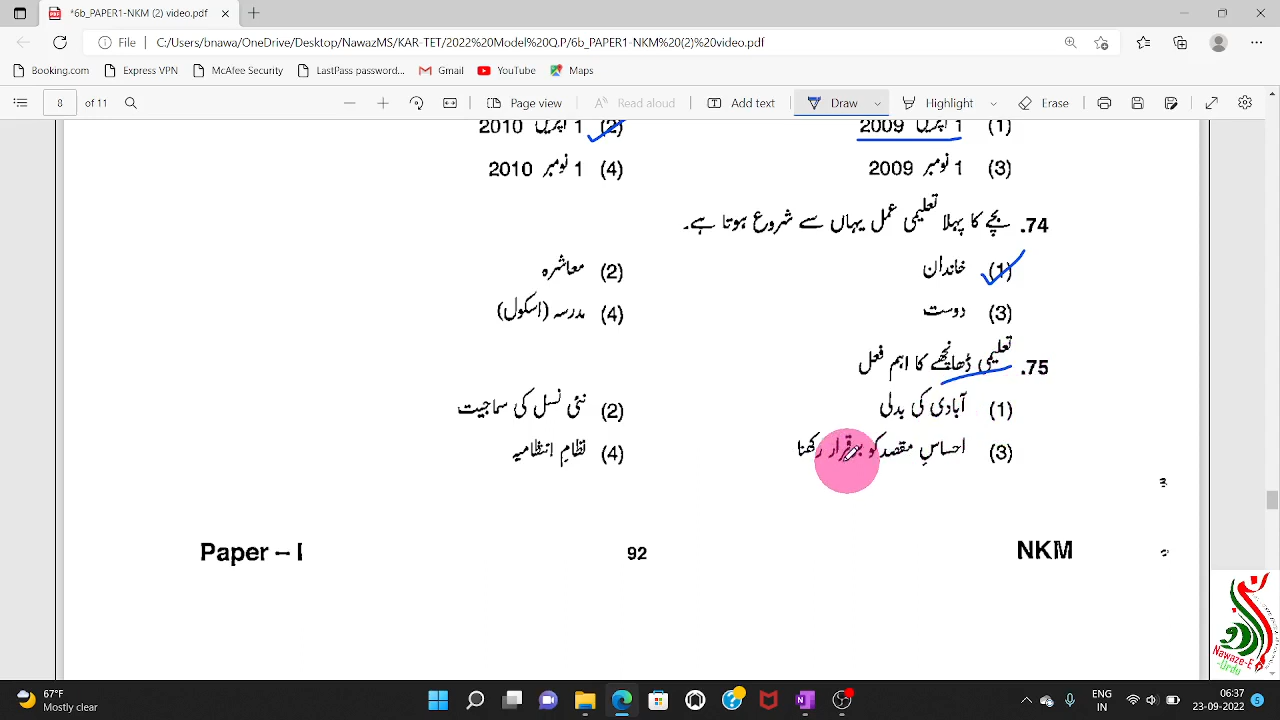 *6b_PAPER1-NKM (2) video.pdf
File C:/Users/bnawa/OneDrive/Desktop/NawazMS/KAR-TET/2022%20Model%20Q.P/6b_PAPER1-NKM%20(2)%20video.pdf
Booking.com Express VPN McAfee Security LastPass password... Gmail YouTube Maps
8 of 11 Page view Read aloud Add text Draw Highlight Erase
(1) 1 اپریل 2009 (2) 1 اپریل 2010
(3) 1 نومبر 2009 (4) 1 نومبر 2010
74. بچے کا پہلا تعلیمی عمل یہاں سے شروع ہوتا ہے۔
(1) خاندان (2) معاشرہ
(3) دوست (4) مدرسہ (اسکول)
75. تعلیمی ڈھانچے کا اہم فعل
(1) آبادی کی بدلی (2) نئی نسل کی سماجیت
(3) احساسِ مقصد کو برقرار رکھنا (4) نظامِ انتظامیہ
Paper – I 92 NKM
Nawaz-E
-Urdu
67°F
Mostly clear
ENG
IN
06:37
23-09-2022
5